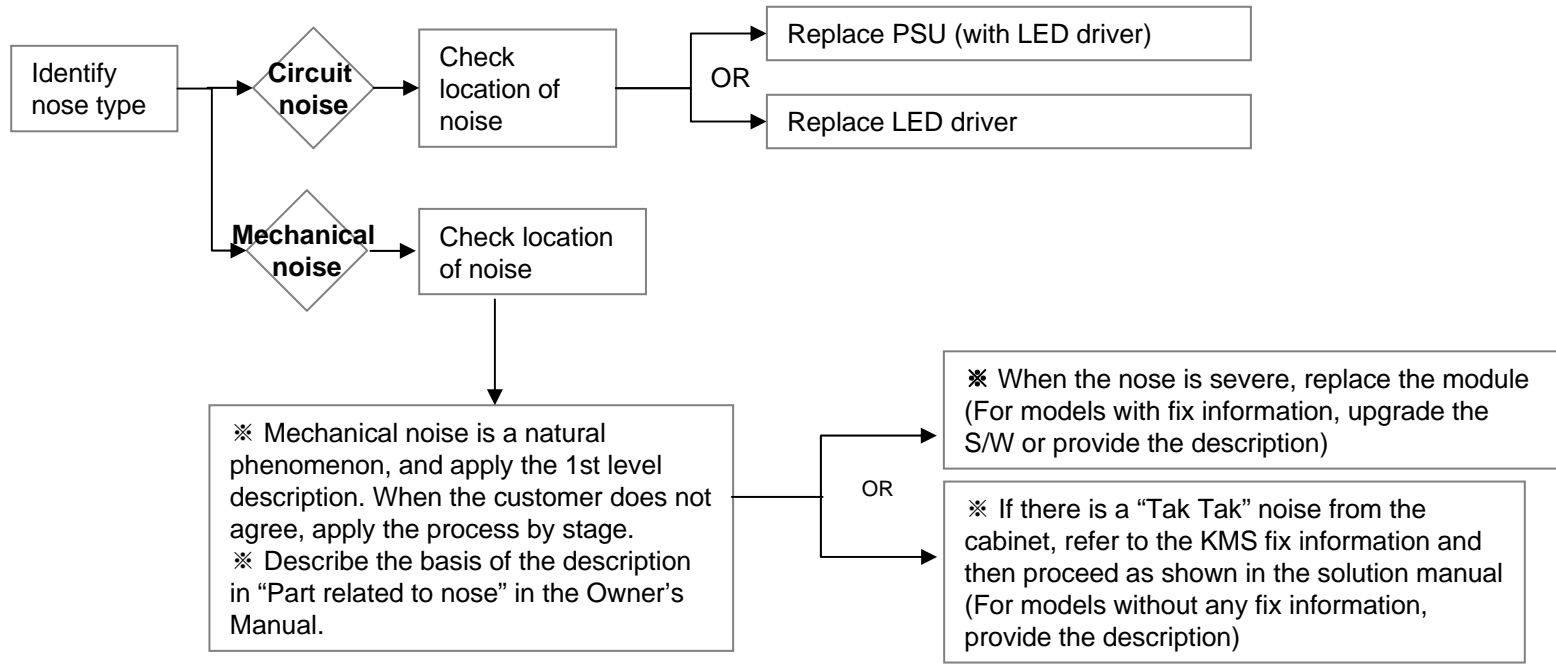 Identify
nose type
Circuit
noise
Check
location of
noise
Replace PSU (with LED driver)
OR
Replace LED driver
Mechanical
noise
Check location
of noise
※ Mechanical noise is a natural
phenomenon, and apply the 1st level
description. When the customer does not
agree, apply the process by stage.
※ Describe the basis of the description
in “Part related to nose” in the Owner’s
Manual.
OR
※ When the nose is severe, replace the module
(For models with fix information, upgrade the
S/W or provide the description)
※ If there is a “Tak Tak” noise from the
cabinet, refer to the KMS fix information and
then proceed as shown in the solution manual
(For models without any fix information,
provide the description)